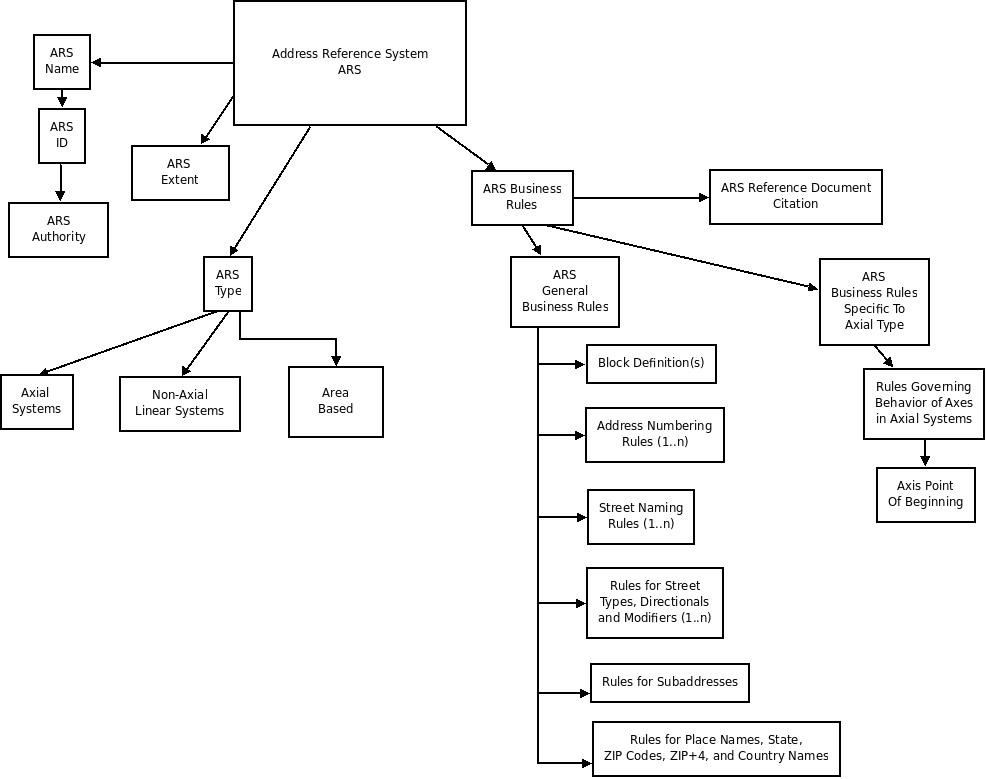 Address Reference System
ARS
ARS
Name
ARS
ID
ARS
Authority
ARS
Extent
ARS Business
Rules
ARS Reference Document
Citation
ARS
Type
Axial
Systems
Non-Axial
Linear Systems
Area
Based
ARS
General
Business Rules
ARS
Business Rules
Specific To
Axial Type
Block Definition(s)
Address Numbering
Rules (1..n)
Street Naming
Rules (1..n)
Rules for Street
Types, Directionals
and Modifiers (1..n)
Rules for Subaddresses
Rules for Place Names, State,
ZIP Codes, ZIP+4, and Country Names
Rules Governing
Behavior of Axes
in Axial Systems
Axis Point
Of Beginning